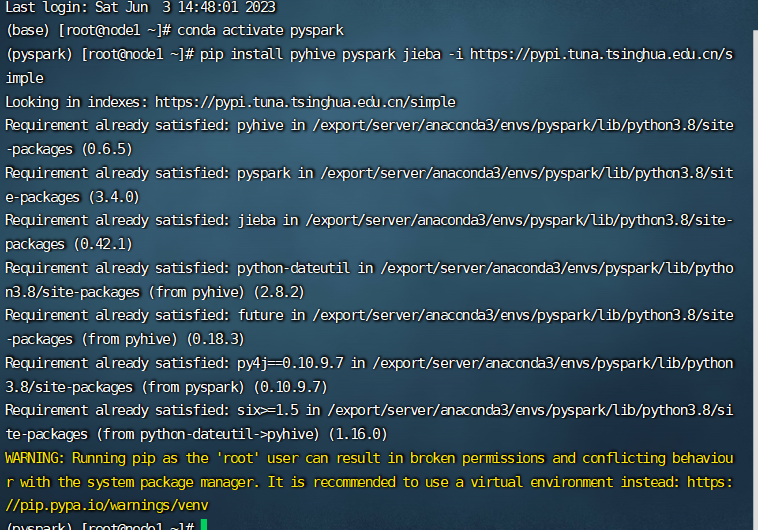 Last login: Sat Jun  3 14:48:01 2023
(base) [root@node1 ~]# conda activate pyspark
(pyspark) [root@node1 ~]# pip install pyhive pyspark jieba -i https://pypi.tuna.tsinghua.edu.cn/s
imple
Looking in indexes: https://pypi.tuna.tsinghua.edu.cn/simple
Requirement already satisfied: pyhive in /export/server/anaconda3/envs/pyspark/lib/python3.8/site
-packages (0.6.5)
Requirement already satisfied: pyspark in /export/server/anaconda3/envs/pyspark/lib/python3.8/sit
e-packages (3.4.0)
Requirement already satisfied: jieba in /export/server/anaconda3/envs/pyspark/lib/python3.8/site-
packages (0.42.1)
Requirement already satisfied: python-dateutil in /export/server/anaconda3/envs/pyspark/lib/pytho
n3.8/site-packages (from pyhive) (2.8.2)
Requirement already satisfied: future in /export/server/anaconda3/envs/pyspark/lib/python3.8/site
-packages (from pyhive) (0.18.3)
Requirement already satisfied: py4j==0.10.9.7 in /export/server/anaconda3/envs/pyspark/lib/python
3.8/site-packages (from pyspark) (0.10.9.7)
Requirement already satisfied: six>=1.5 in /export/server/anaconda3/envs/pyspark/lib/python3.8/si
te-packages (from python-dateutil->pyhive) (1.16.0)
WARNING: Running pip as the 'root' user can result in broken permissions and conflicting behaviou
r with the system package manager. It is recommended to use a virtual environment instead: https:
//pip.pypa.io/warnings/venv
(pyspark) [root@node1 ~]#